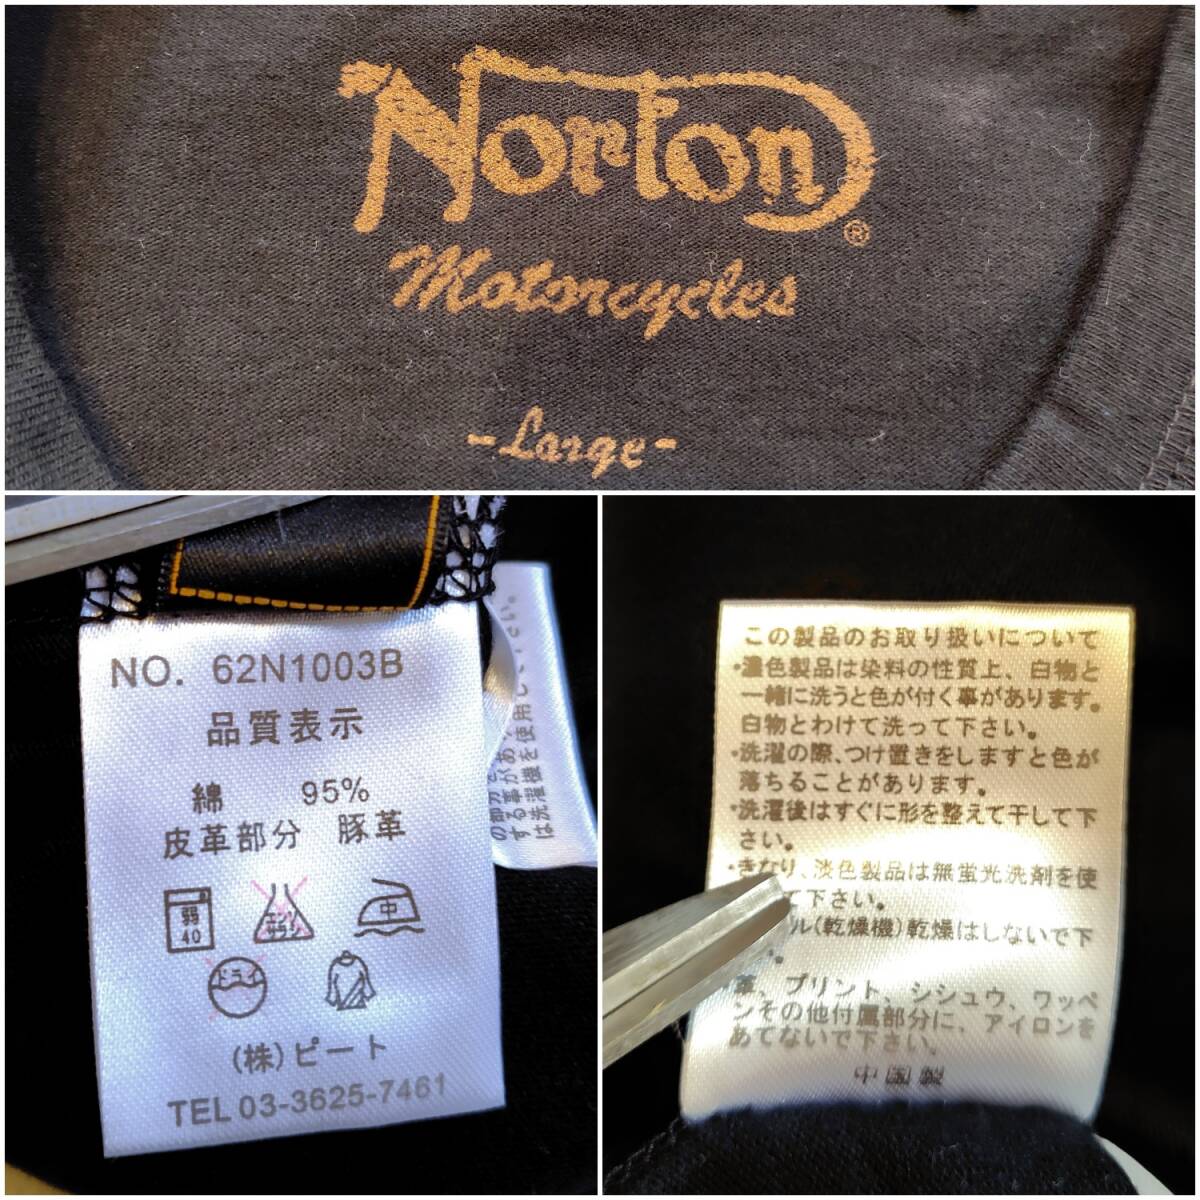 Norton
®
Motorcycles
-Large-
NO. 62N1003B
品質表示
綿 95%
皮革部分 豚革
弱
40
エンソ
サラシ
中
ドライ
(株)ピート
TEL 03-3625-7461
この製品のお取り扱いについて
・濃色製品は染料の性質上、白物と
一緒に洗うと色が付く事があります。
白物とわけて洗って下さい。
・洗濯の際、つけ置きをしますと色が
落ちることがあります。
・洗濯後はすぐに形を整えて干して下
さい。
・きなり、淡色製品は無蛍光洗剤を使
て下さい。
ル(乾燥機)乾燥はしないで下
。
革、プリント、シシュウ、ワッペ
ンその他付属部分に、アイロンを
あてないで下さい。
中国製